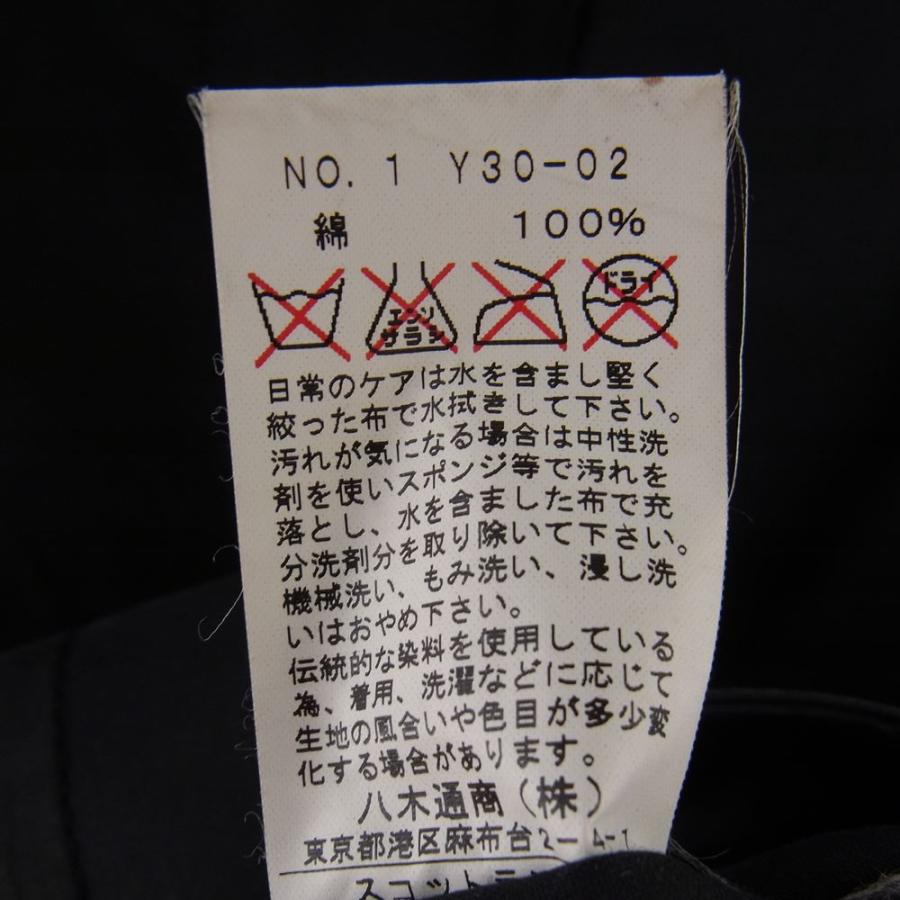 NO. 1 Y30-02
綿 100%
エンソ
サラシ
ドライ
日常のケアは水を含まし堅く
絞った布で水拭きして下さい。
汚れが気になる場合は中性洗
剤を使いスポンジ等で汚れを
落とし、水を含ました布で充
分洗剤分を取り除いて下さい。
機械洗い、もみ洗い、浸し洗
いはおやめ下さい。
伝統的な染料を使用している
為、着用、洗濯などに応じて
生地の風合いや色目が多少変
化する場合があります。
八木通商(株)
東京都港区麻布台2-4-1
スコットラン